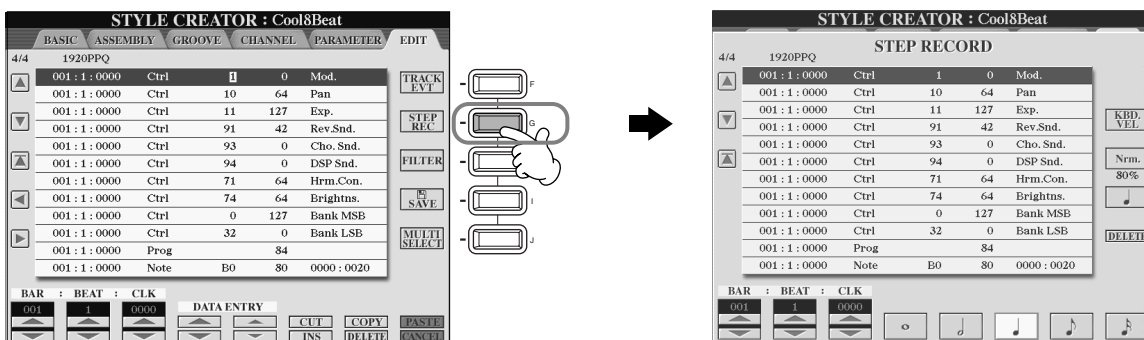 STYLE CREATOR : Cool8Beat
BASIC ASSEMBLY GROOVE CHANNEL PARAMETER EDIT
4/4 1920PPQ
001 : 1 : 0000 Ctrl 1 0 Mod.
001 : 1 : 0000 Ctrl 10 64 Pan
001 : 1 : 0000 Ctrl 11 127 Exp.
001 : 1 : 0000 Ctrl 91 42 Rev.Snd.
001 : 1 : 0000 Ctrl 93 0 Cho. Snd.
001 : 1 : 0000 Ctrl 94 0 DSP Snd.
001 : 1 : 0000 Ctrl 71 64 Hrm.Con.
001 : 1 : 0000 Ctrl 74 64 Brightns.
001 : 1 : 0000 Ctrl 0 127 Bank MSB
001 : 1 : 0000 Ctrl 32 0 Bank LSB
001 : 1 : 0000 Prog 84
001 : 1 : 0000 Note B0 80 0000 : 0020
TRACK
EVT
STEP
REC
FILTER
SAVE
MULTI
SELECT
F
G
I
J
BAR : BEAT : CLK
001 1 0000
DATA ENTRY
CUT COPY PASTE
INS DELETE CANCEL
STYLE CREATOR : Cool8Beat
STEP RECORD
4/4 1920PPQ
001 : 1 : 0000 Ctrl 1 0 Mod.
001 : 1 : 0000 Ctrl 10 64 Pan
001 : 1 : 0000 Ctrl 11 127 Exp.
001 : 1 : 0000 Ctrl 91 42 Rev.Snd.
001 : 1 : 0000 Ctrl 93 0 Cho. Snd.
001 : 1 : 0000 Ctrl 94 0 DSP Snd.
001 : 1 : 0000 Ctrl 71 64 Hrm.Con.
001 : 1 : 0000 Ctrl 74 64 Brightns.
001 : 1 : 0000 Ctrl 0 127 Bank MSB
001 : 1 : 0000 Ctrl 32 0 Bank LSB
001 : 1 : 0000 Prog 84
001 : 1 : 0000 Note B0 80 0000 : 0020
KBD.
VEL
Nrm.
80%
DELETE
BAR : BEAT : CLK
001 1 0000